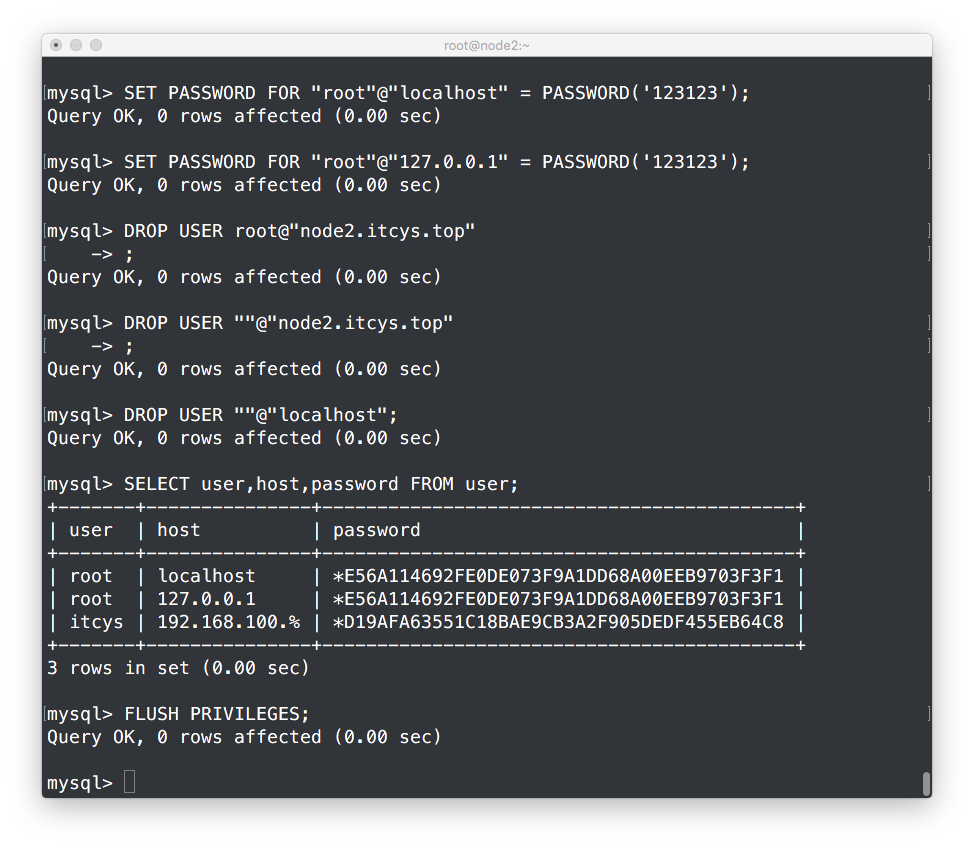 root@node2:~
[mysql> SET PASSWORD FOR "root"@"localhost" = PASSWORD('123123'); ]
Query OK, 0 rows affected (0.00 sec)
[mysql> SET PASSWORD FOR "root"@"127.0.0.1" = PASSWORD('123123'); ]
Query OK, 0 rows affected (0.00 sec)
[mysql> DROP USER root@"node2.itcys.top" ]
[    -> ; ]
Query OK, 0 rows affected (0.00 sec)
[mysql> DROP USER ""@"node2.itcys.top" ]
[    -> ; ]
Query OK, 0 rows affected (0.00 sec)
[mysql> DROP USER ""@"localhost"; ]
Query OK, 0 rows affected (0.00 sec)
[mysql> SELECT user,host,password FROM user; ]
+-------+---------------+-------------------------------------------+
| user  | host          | password                                  |
+-------+---------------+-------------------------------------------+
| root  | localhost     | *E56A114692FE0DE073F9A1DD68A00EEB9703F3F1 |
| root  | 127.0.0.1     | *E56A114692FE0DE073F9A1DD68A00EEB9703F3F1 |
| itcys | 192.168.100.% | *D19AFA63551C18BAE9CB3A2F905DEDF455EB64C8 |
+-------+---------------+-------------------------------------------+
3 rows in set (0.00 sec)
[mysql> FLUSH PRIVILEGES; ]
Query OK, 0 rows affected (0.00 sec)
mysql>